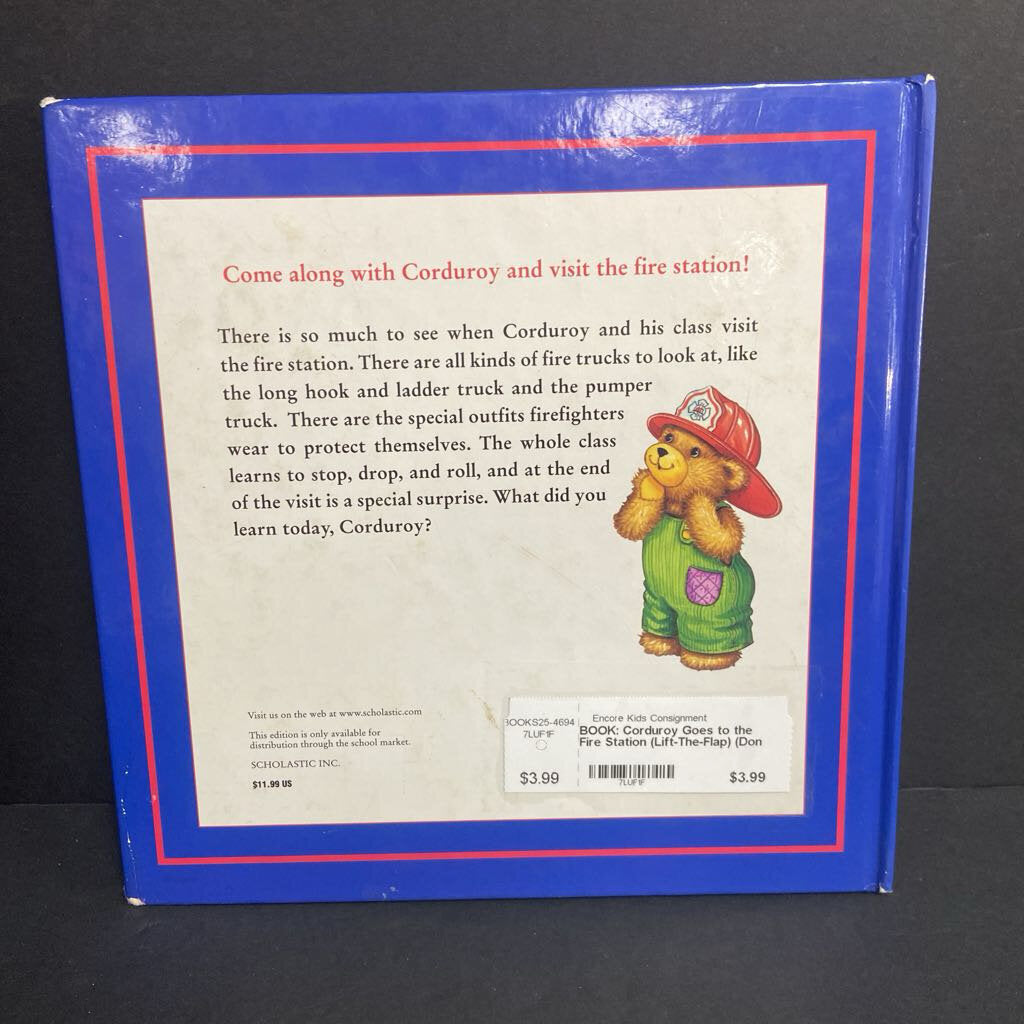 Come along with Corduroy and visit the fire station!
There is so much to see when Corduroy and his class visit
the fire station. There are all kinds of fire trucks to look at, like
the long hook and ladder truck and the pumper
truck. There are the special outfits firefighters
wear to protect themselves. The whole class
learns to stop, drop, and roll, and at the end
of the visit is a special surprise. What did you
learn today, Corduroy?
Visit us on the web at www.scholastic.com
This edition is only available for
distribution through the school market.
SCHOLASTIC INC.
$11.99 US
BOOKS25-4694
7LUF1F
$3.99
Encore Kids Consignment
BOOK: Corduroy Goes to the
Fire Station (Lift-The-Flap) (Don
7LUF1F
$3.99